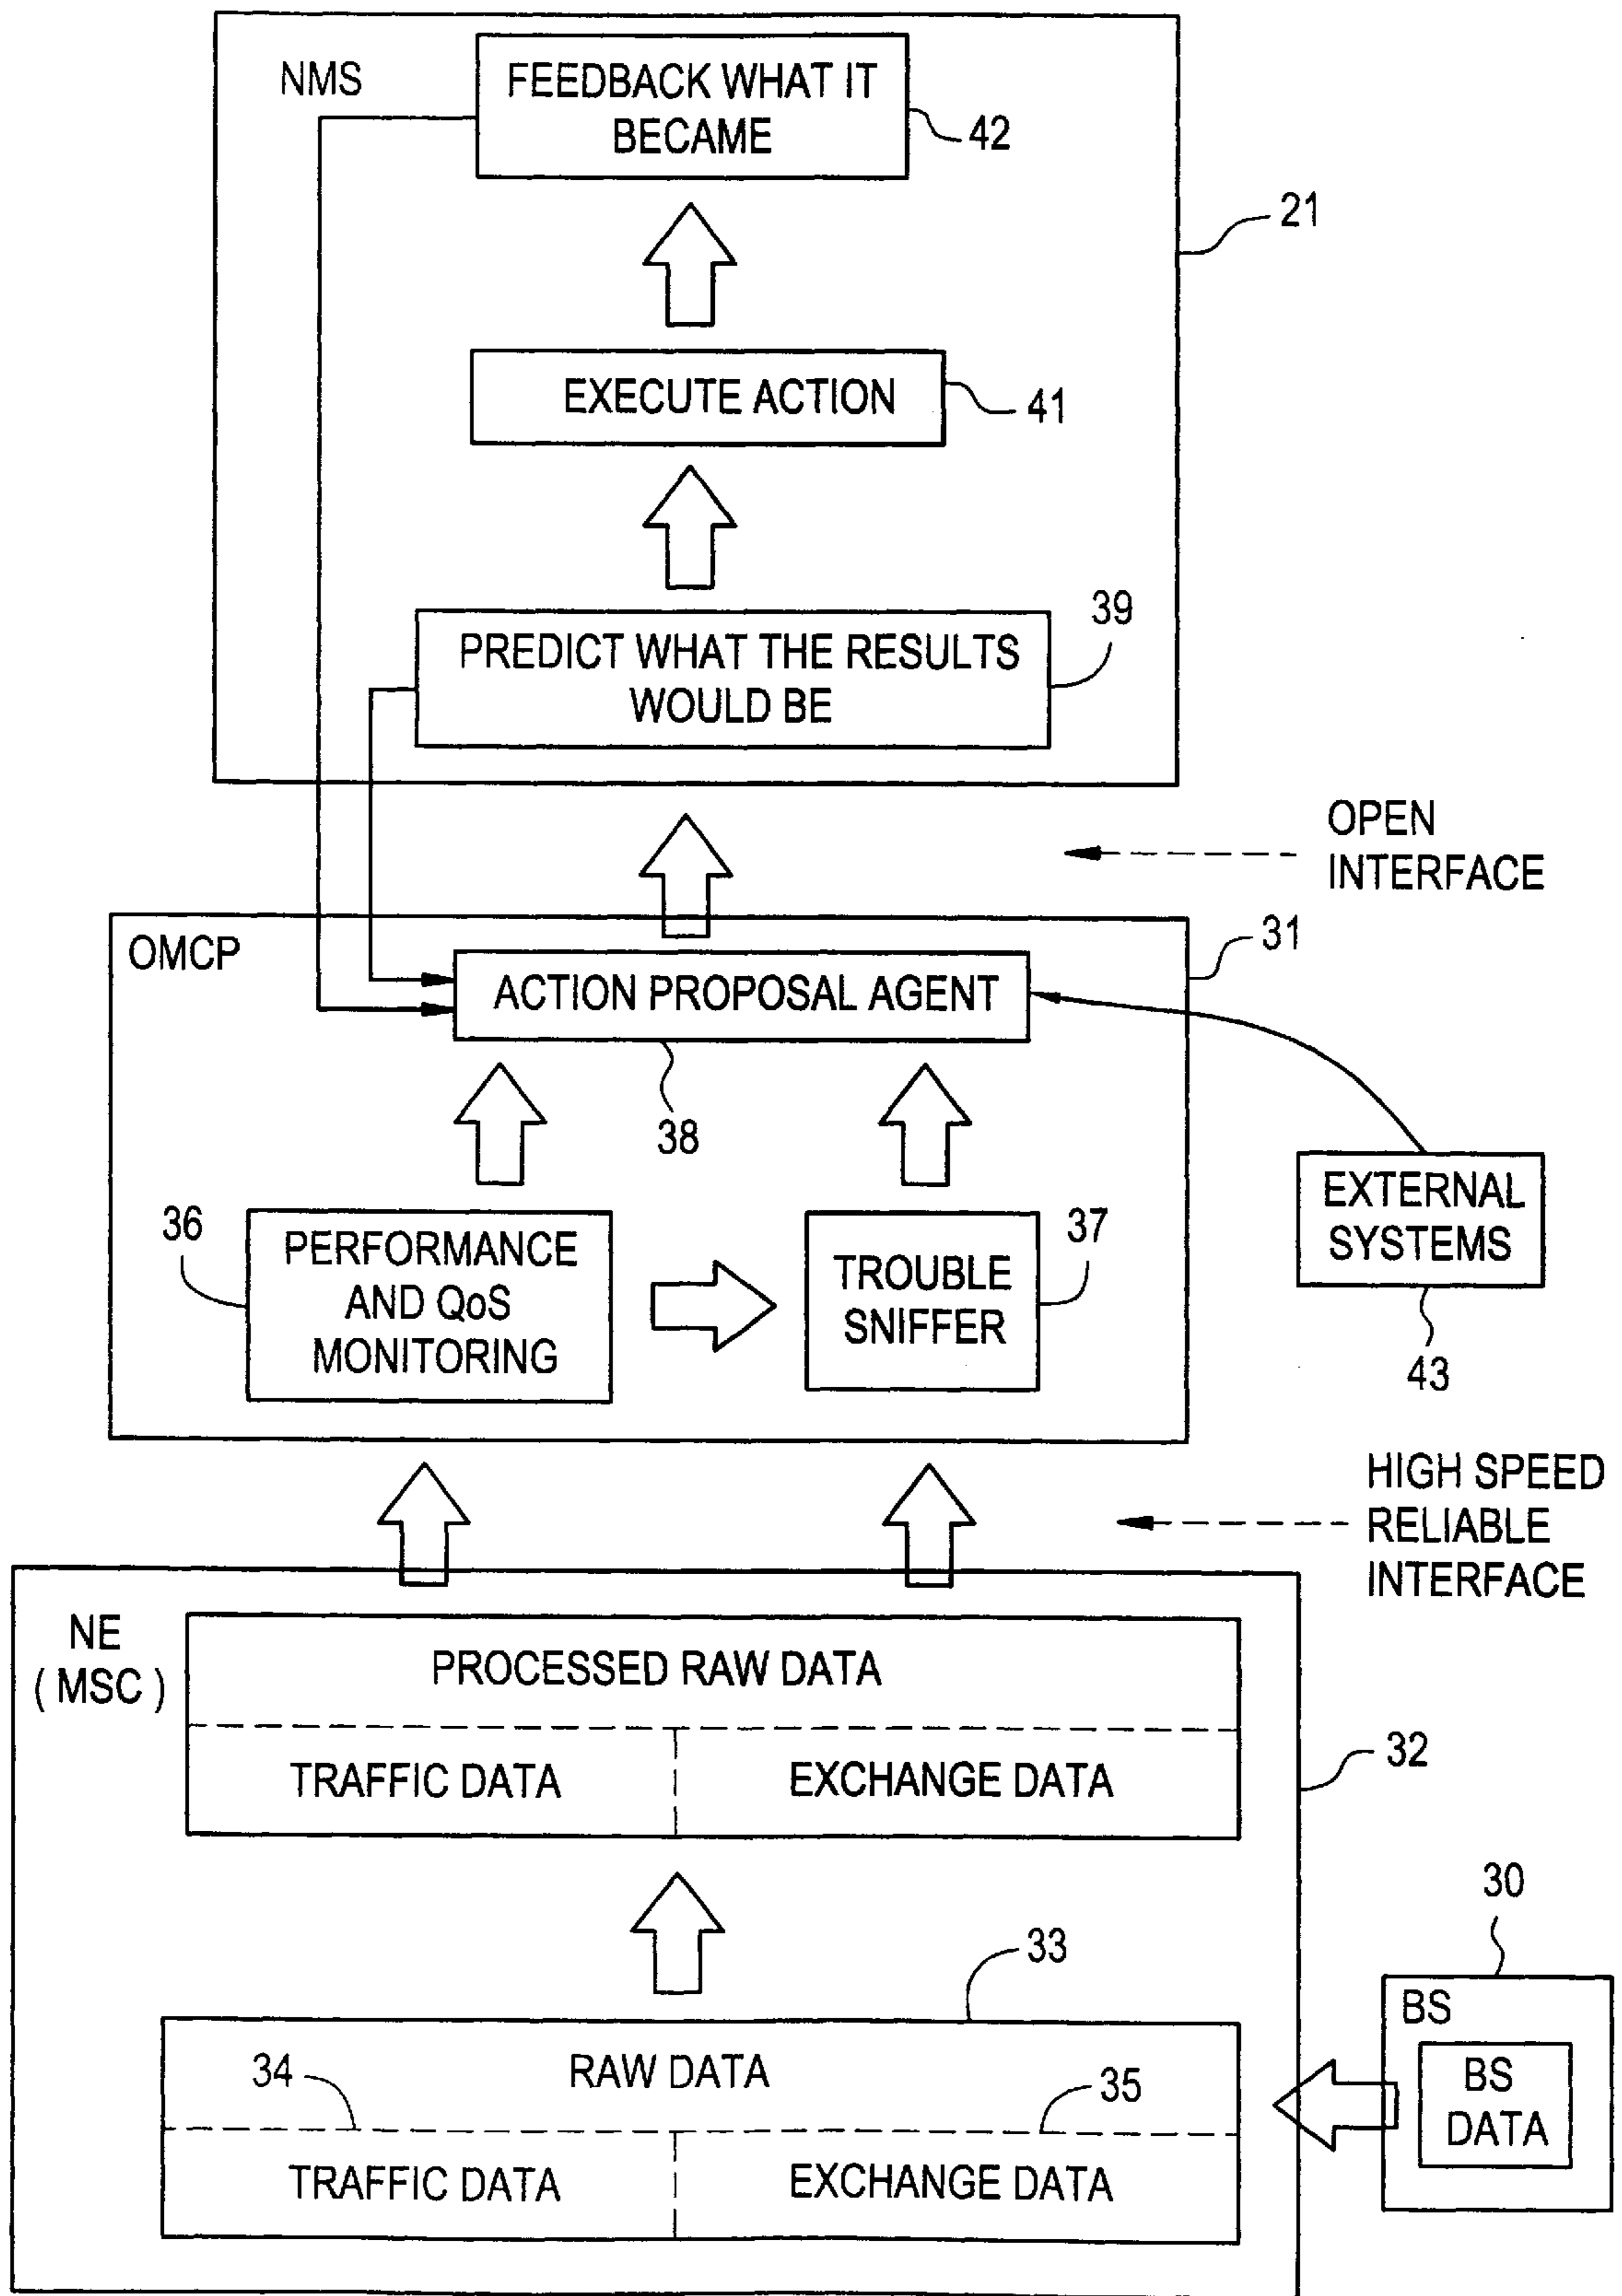 NMS
FEEDBACK WHAT IT
BECAME
42
21
EXECUTE ACTION
41
39
PREDICT WHAT THE RESULTS
WOULD BE
OPEN
INTERFACE
OMCP
31
ACTION PROPOSAL AGENT
38
36
PERFORMANCE
AND QoS
MONITORING
37
TROUBLE
SNIFFER
EXTERNAL
SYSTEMS
43
HIGH SPEED
RELIABLE
INTERFACE
NE
( MSC )
PROCESSED RAW DATA
TRAFFIC DATA
EXCHANGE DATA
32
30
33
BS
BS
DATA
34
RAW DATA
35
TRAFFIC DATA
EXCHANGE DATA